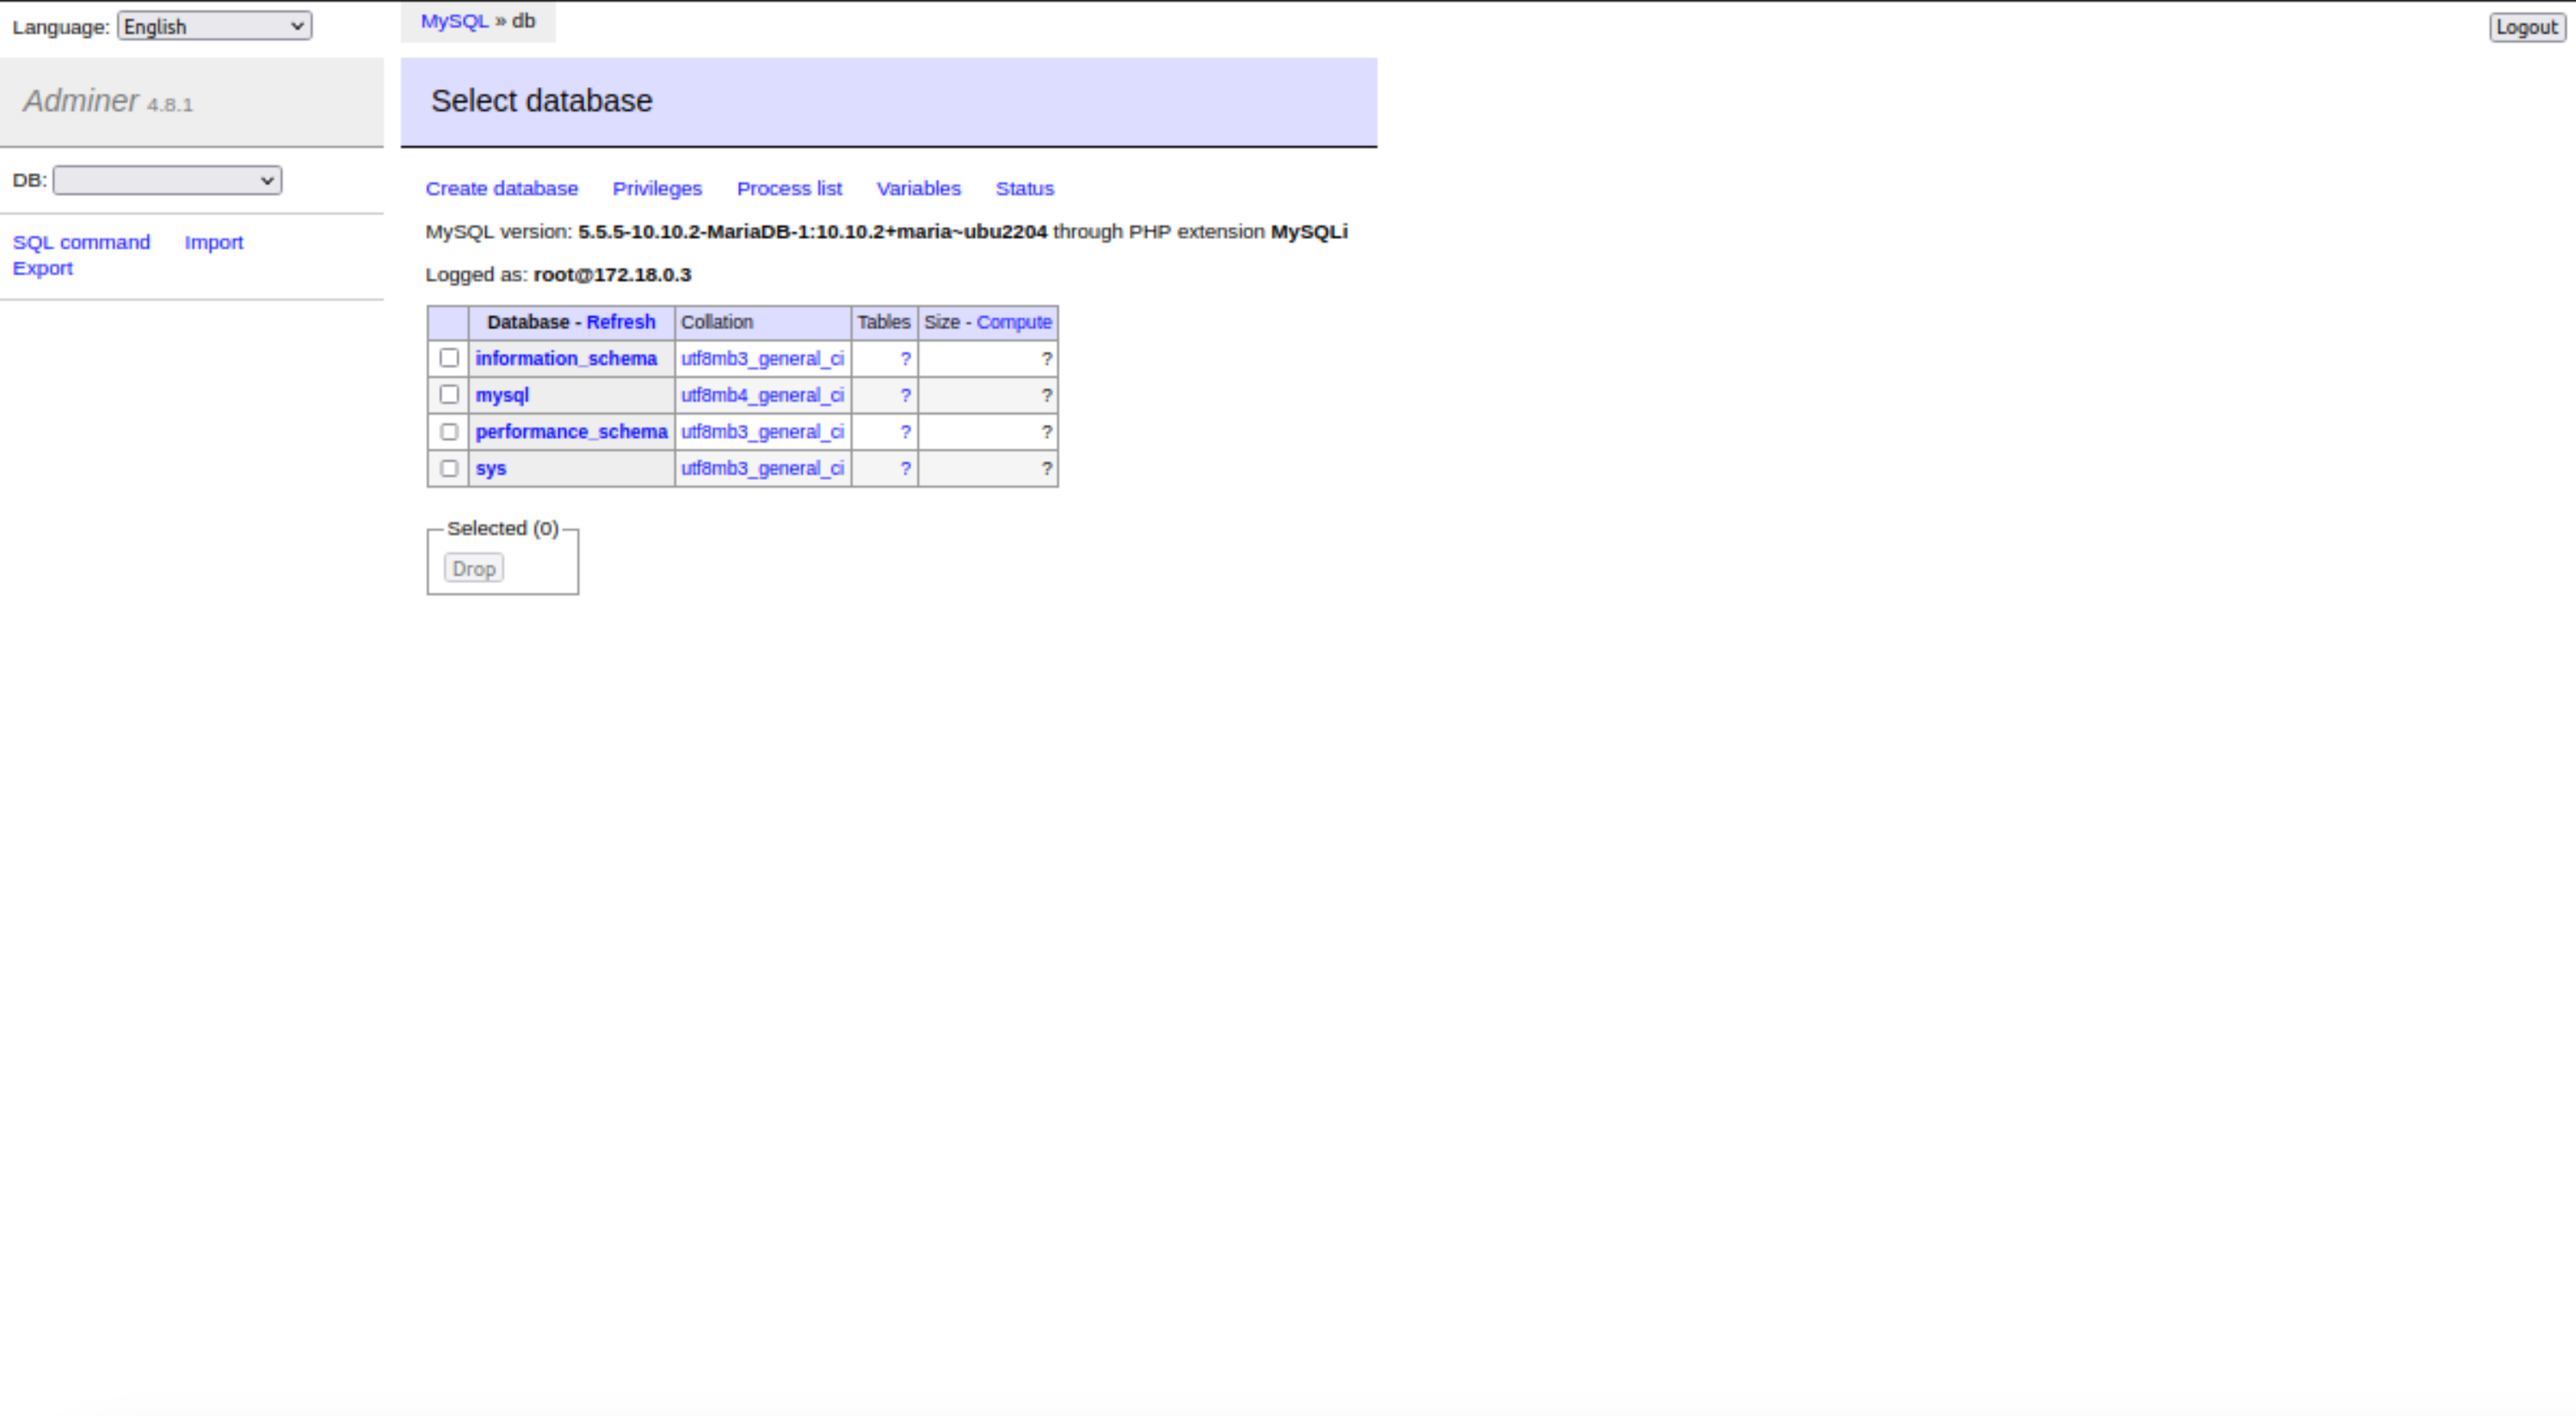 Language: English
MySQL » db
Logout
Adminer 4.8.1
Select database
DB:
SQL command Import
Export
Create database Privileges Process list Variables Status
MySQL version: 5.5.5-10.10.2-MariaDB-1:10.10.2+maria~ubu2204 through PHP extension MySQLi
Logged as: root@172.18.0.3
Database - Refresh Collation Tables Size - Compute
information_schema utf8mb3_general_ci ? ?
mysql utf8mb4_general_ci ? ?
performance_schema utf8mb3_general_ci ? ?
sys utf8mb3_general_ci ? ?
Selected (0)
Drop